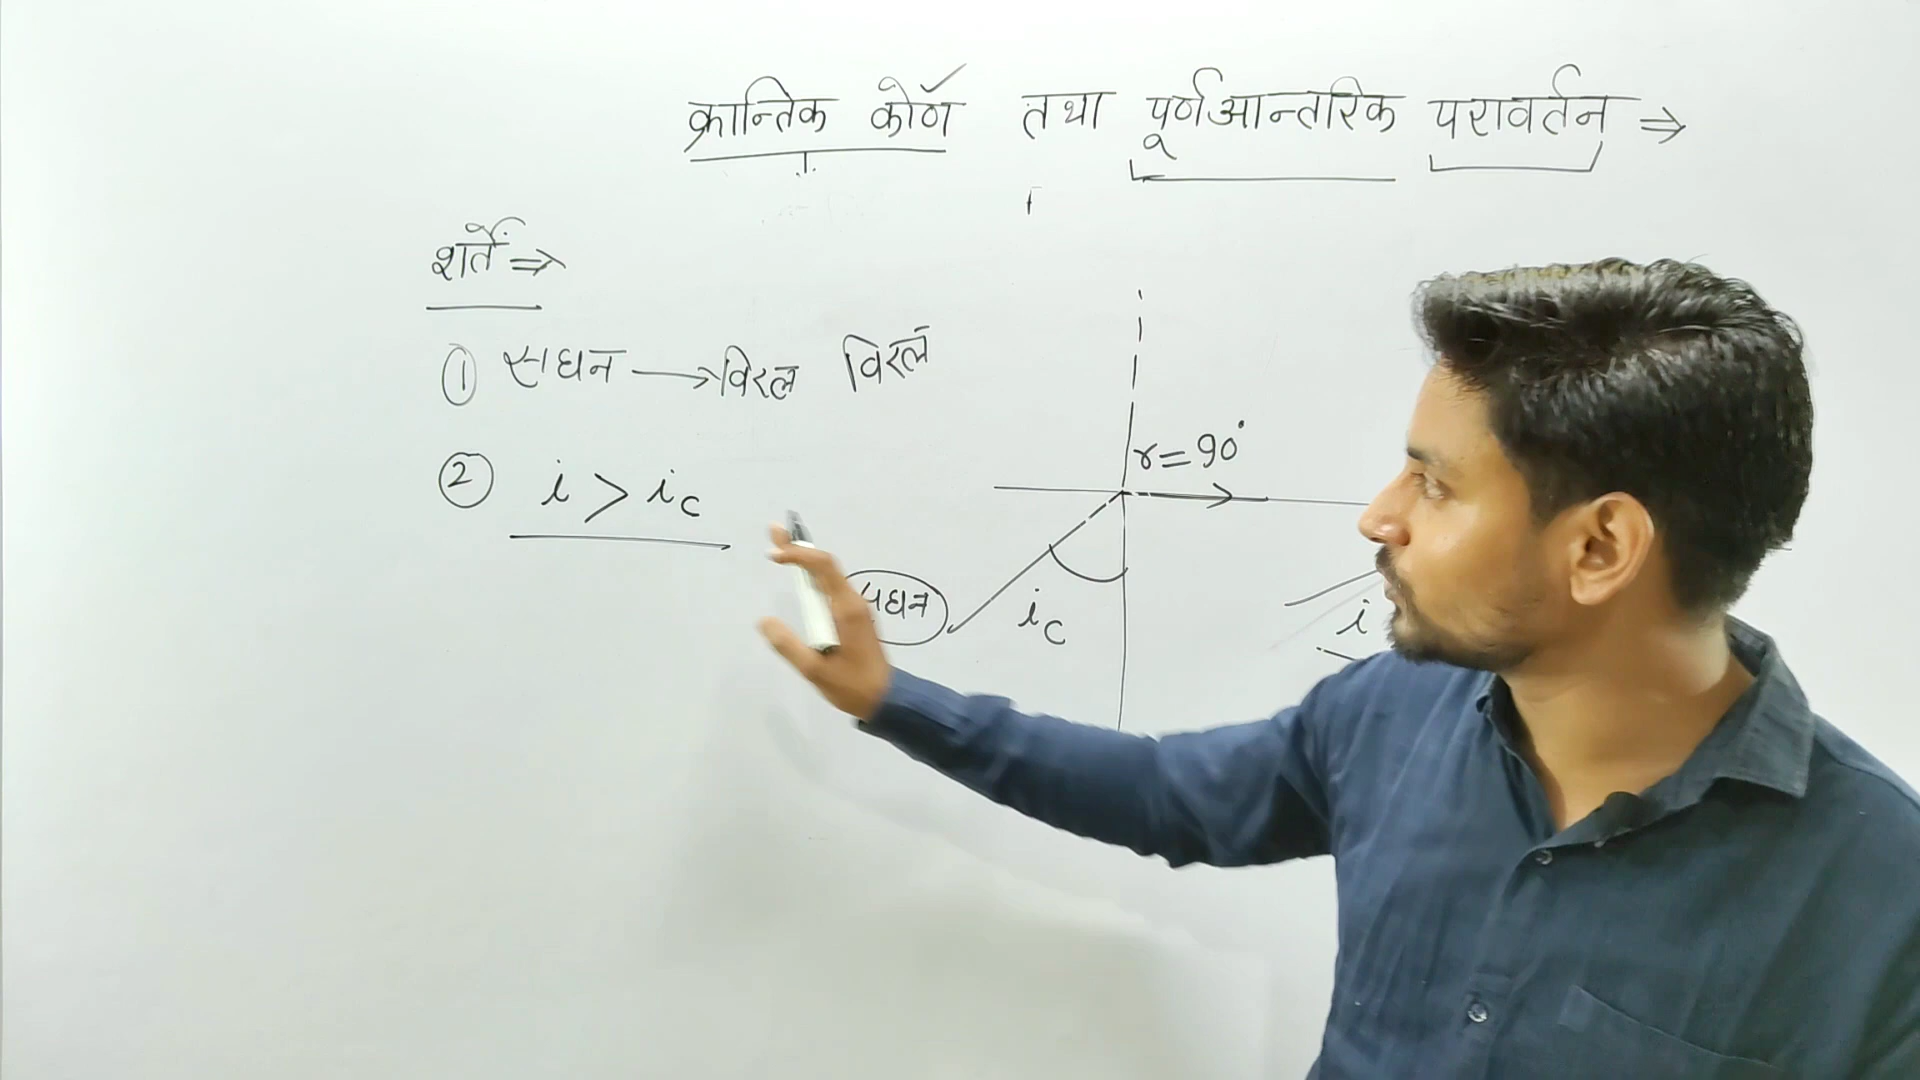 क्रान्तिक कोण तथा पूर्णआन्तरिक परावर्तन ⇒
शर्तें ⇒
① सघन → विरल
② i > ic
विरल
r = 90°
सघन
ic
i